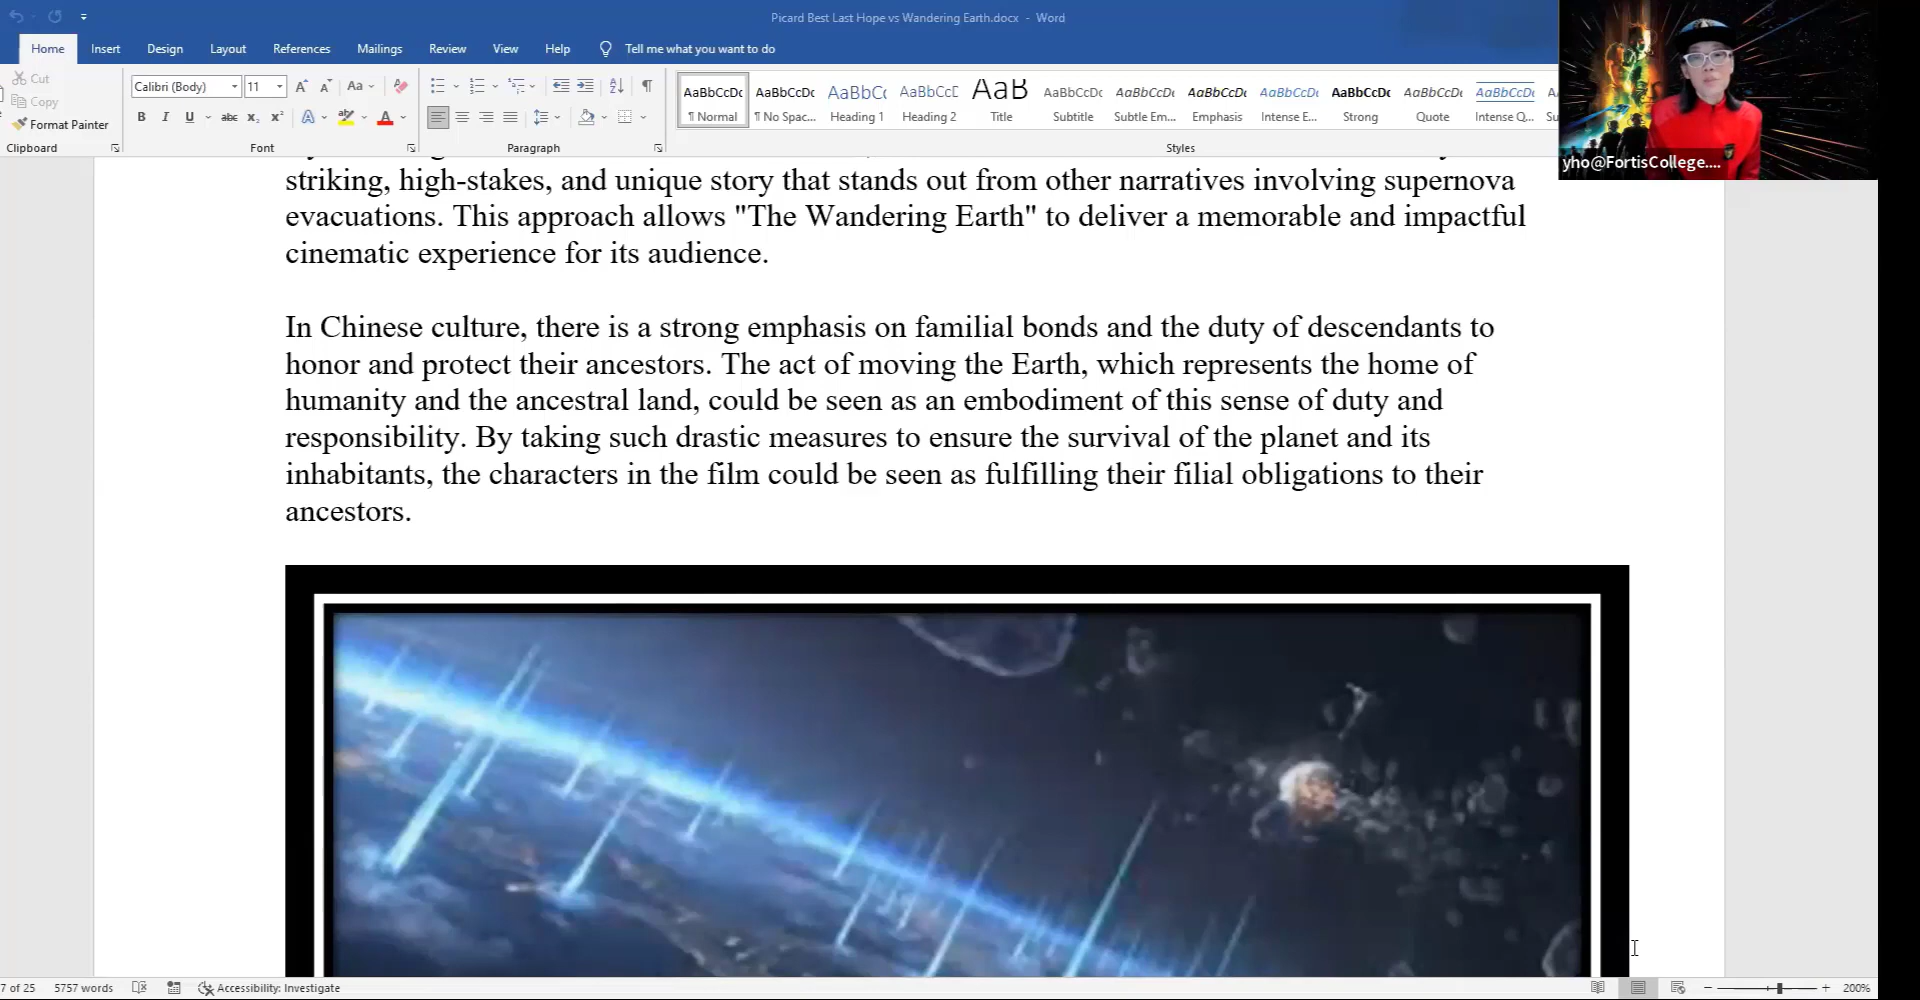 Picard Best Last Hope vs Wandering Earth.docx - Word
Home Insert Design Layout References Mailings Review View Help Tell me what you want to do
Cut
Copy
Format Painter
Calibri (Body) 11
AaBbCcDc AaBbCcDc AaBbCc AaBbCcE AaB AaBbCcDc AaBbCcDc AaBbCcDc AaBbCcDc AaBbCcDc AaBbCcDc AaBbCcDc
¶ Normal ¶ No Spac... Heading 1 Heading 2 Title Subtitle Subtle Em... Emphasis Intense E... Strong Quote Intense Q...
Clipboard Font Paragraph Styles
yho@FortisCollege....
striking, high-stakes, and unique story that stands out from other narratives involving supernova
evacuations. This approach allows "The Wandering Earth" to deliver a memorable and impactful
cinematic experience for its audience.
In Chinese culture, there is a strong emphasis on familial bonds and the duty of descendants to
honor and protect their ancestors. The act of moving the Earth, which represents the home of
humanity and the ancestral land, could be seen as an embodiment of this sense of duty and
responsibility. By taking such drastic measures to ensure the survival of the planet and its
inhabitants, the characters in the film could be seen as fulfilling their filial obligations to their
ancestors.
7 of 25 5757 words Accessibility: Investigate 200%